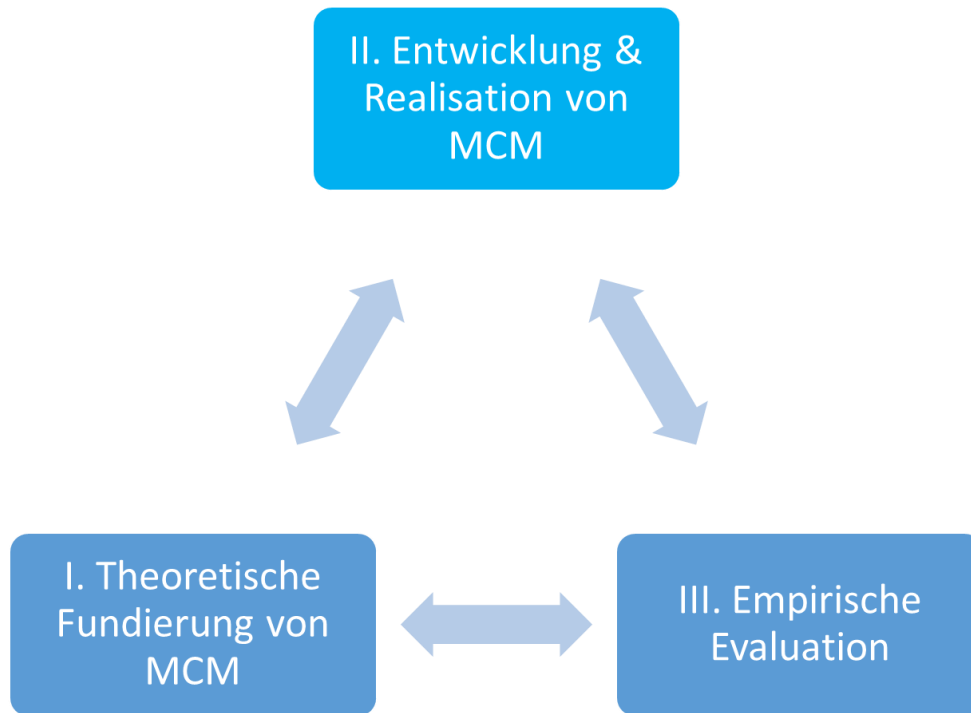 II. Entwicklung &
Realisation von
MCM
I. Theoretische
Fundierung von
MCM
III. Empirische
Evaluation